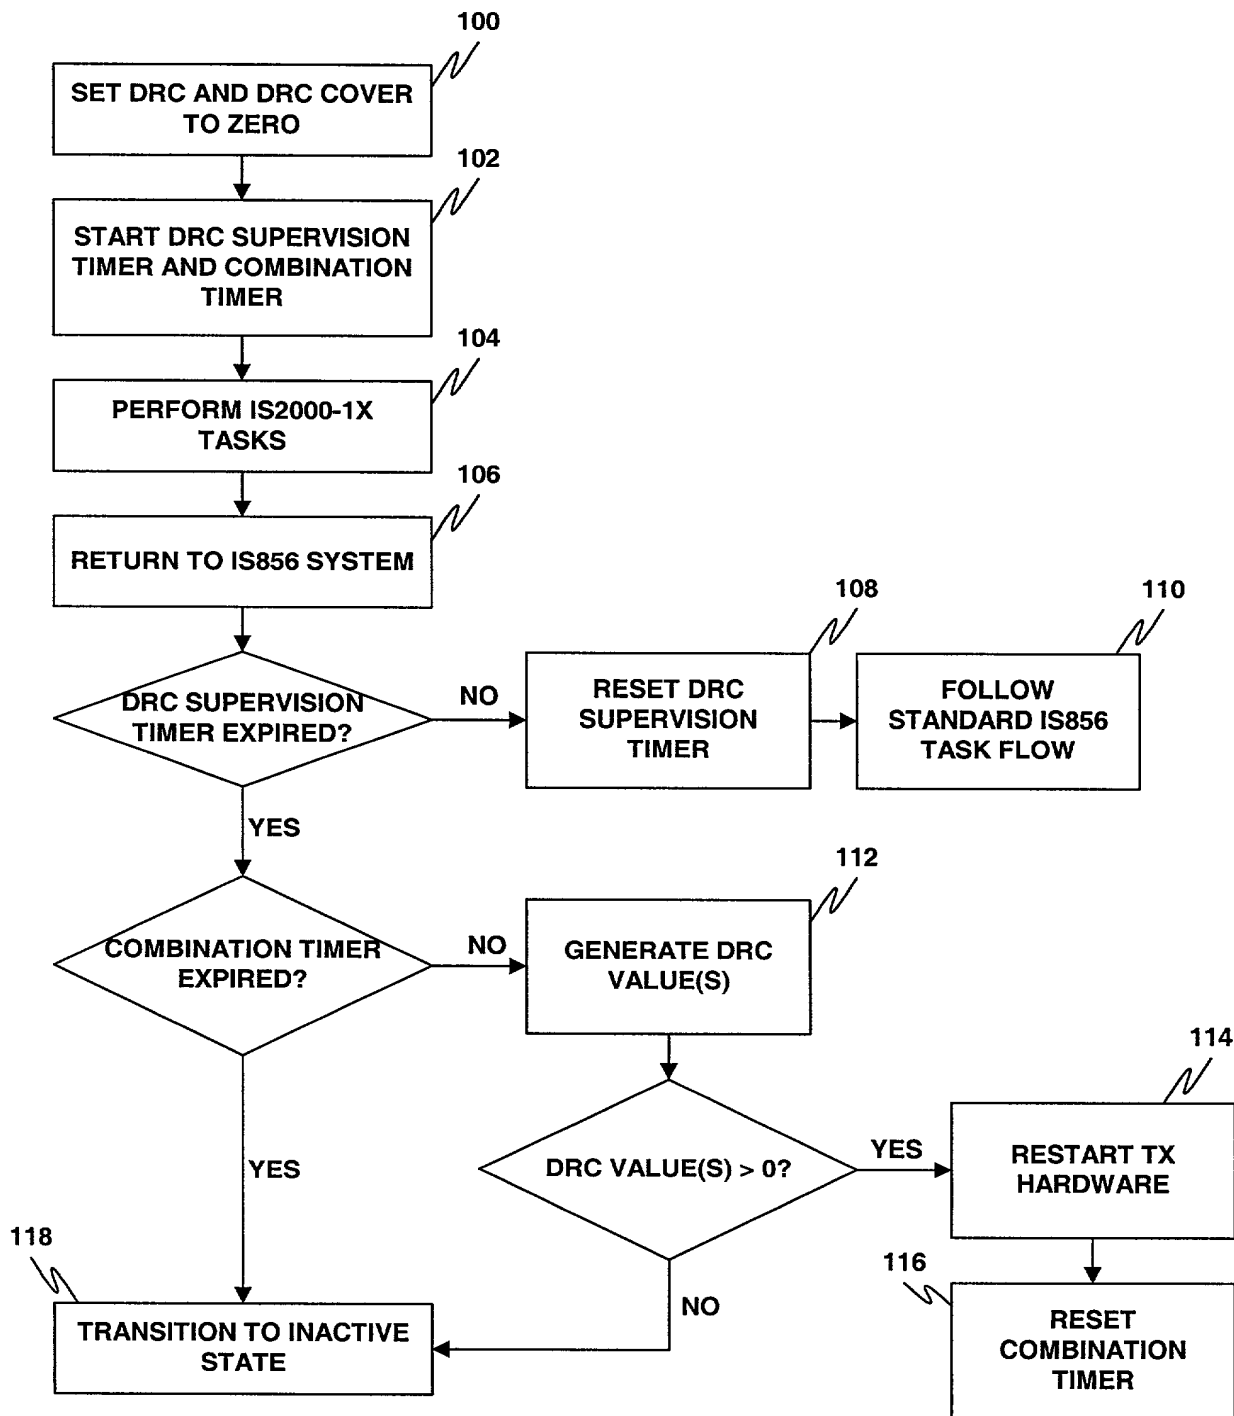 100
SET DRC AND DRC COVER
TO ZERO
102
START DRC SUPERVISION
TIMER AND COMBINATION
TIMER
104
PERFORM IS2000-1X
TASKS
106
RETURN TO IS856 SYSTEM
DRC SUPERVISION
TIMER EXPIRED?
NO
108
RESET DRC
SUPERVISION
TIMER
110
FOLLOW
STANDARD IS856
TASK FLOW
YES
COMBINATION TIMER
EXPIRED?
NO
112
GENERATE DRC
VALUE(S)
DRC VALUE(S) > 0?
YES
114
RESTART TX
HARDWARE
116
RESET
COMBINATION
TIMER
NO
YES
118
TRANSITION TO INACTIVE
STATE